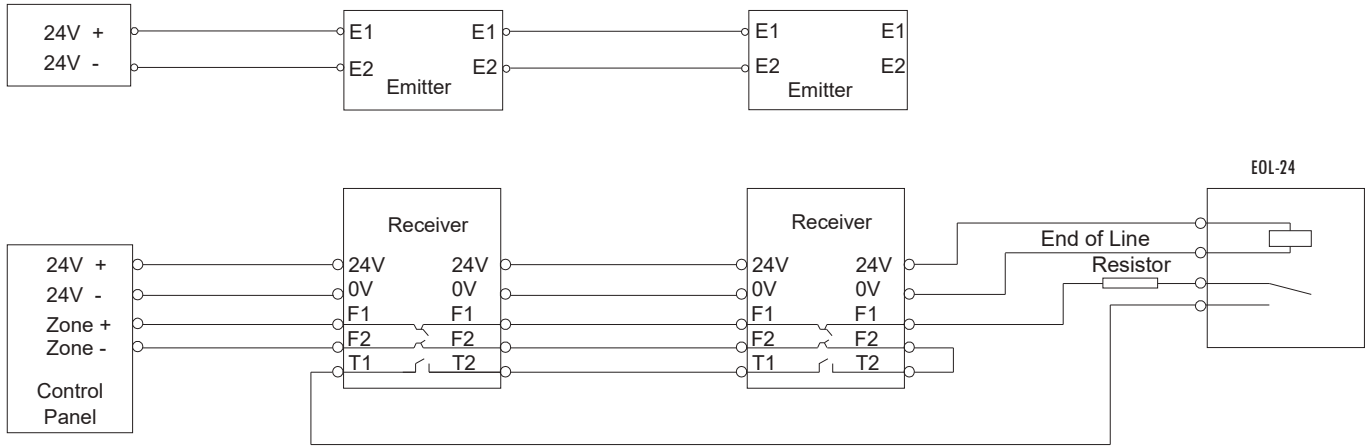 24V +
24V -
E1 E1
E2 E2
Emitter
E1 E1
E2 E2
Emitter
EOL-24
Receiver
24V 24V
0V 0V
F1 F1
F2 F2
T1 T2
Receiver
24V 24V
0V 0V
F1 F1
F2 F2
T1 T2
End of Line
Resistor
24V +
24V -
Zone +
Zone -
Control
Panel